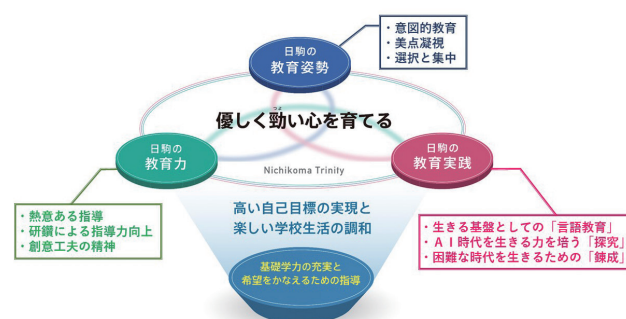 ・意図的教育
・美点凝視
・選択と集中
日駒の
教育姿勢
つよ
優しく勁い心を育てる
日駒の
教育力
日駒の
教育実践
Nichikoma Trinity
・熱意ある指導
・研鑽による指導力向上
・創意工夫の精神
高い自己目標の実現と
楽しい学校生活の調和
・生きる基盤としての「言語教育」
・AI時代を生きる力を培う「探究」
・困難な時代を生きるための「錬成」
基礎学力の充実と
希望をかなえるための指導